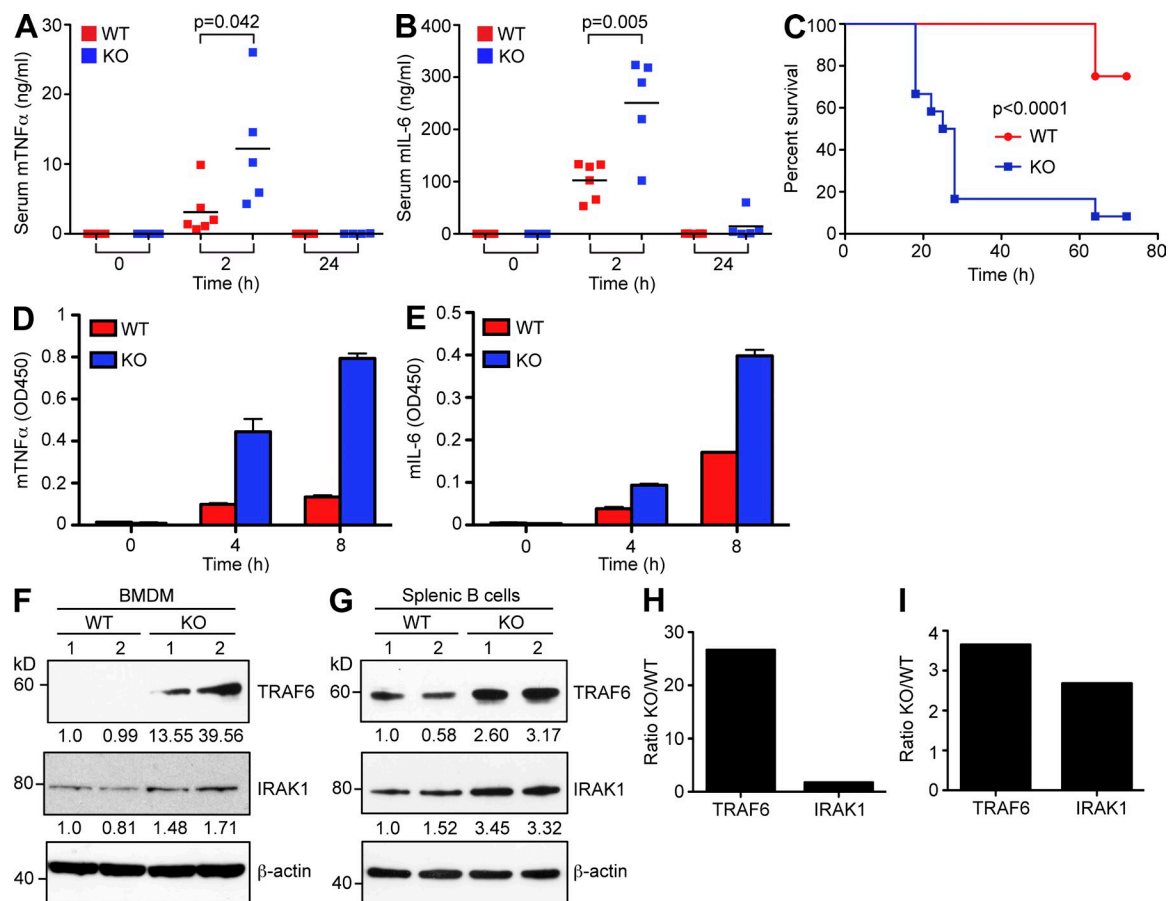 A
Serum mTNFα (ng/ml)
30
20
10
0
WT
KO
p=0.042
0 2 24
Time (h)
B
Serum mIL-6 (ng/ml)
400
300
200
100
0
WT
KO
p=0.005
0 2 24
Time (h)
C
Percent survival
100
80
60
40
20
0
p<0.0001
WT
KO
0 20 40 60 80
Time (h)
D
mTNFα (OD450)
1
0.8
0.6
0.4
0.2
0
WT
KO
0 4 8
Time (h)
E
mIL-6 (OD450)
0.4
0.3
0.2
0.1
0
WT
KO
0 4 8
Time (h)
F
BMDM
WT KO
1 2 1 2
kD
60
TRAF6
1.0 0.99 13.55 39.56
80
IRAK1
1.0 0.81 1.48 1.71
40
β-actin
G
Splenic B cells
WT KO
1 2 1 2
kD
60
TRAF6
1.0 0.58 2.60 3.17
80
IRAK1
1.0 1.52 3.45 3.32
40
β-actin
H
Ratio KO/WT
30
20
10
0
TRAF6 IRAK1
I
Ratio KO/WT
4
3
2
1
0
TRAF6 IRAK1